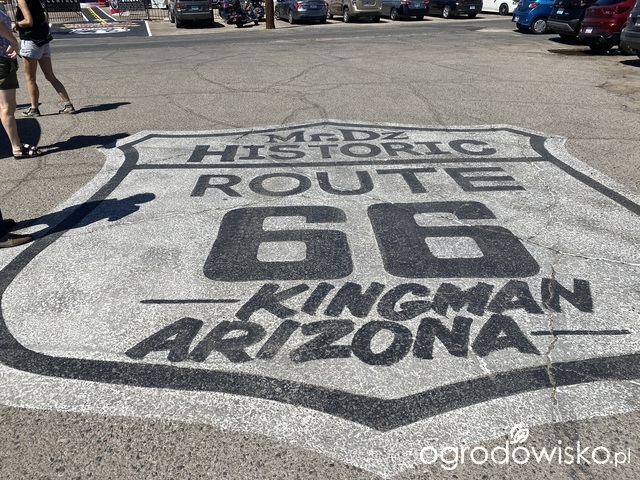 Mr Dz
HISTORIC
ROUTE
66
KINGMAN
ARIZONA
ogrodowisko.pl